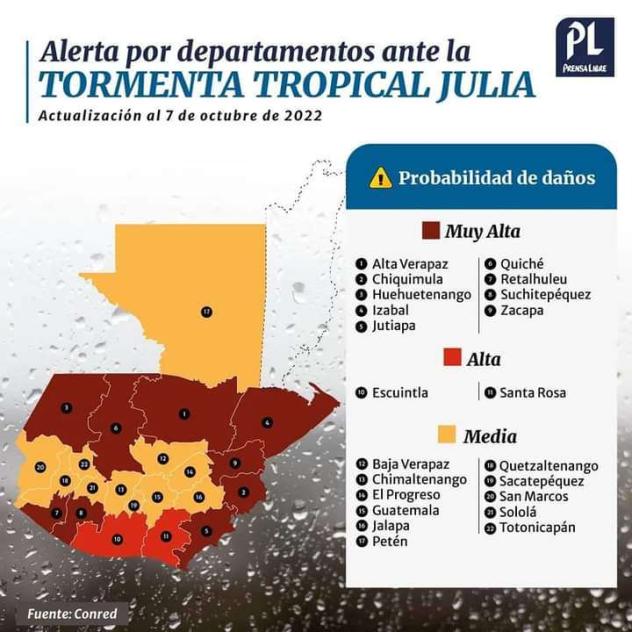 Alerta por departamentos ante la
TORMENTA TROPICAL JULIA
Actualización al 7 de octubre de 2022
PL
PRENSA LIBRE
Probabilidad de daños
Muy Alta
1 Alta Verapaz
2 Chiquimula
3 Huehuetenango
4 Izabal
5 Jutiapa
6 Quiché
7 Retalhuleu
8 Suchitepéquez
9 Zacapa
Alta
10 Escuintla
11 Santa Rosa
Media
12 Baja Verapaz
13 Chimaltenango
14 El Progreso
15 Guatemala
16 Jalapa
17 Petén
18 Quetzaltenango
19 Sacatepéquez
20 San Marcos
21 Sololá
22 Totonicapán
17
3
6
1
4
20
22
12
14
9
18
21
13
15
16
2
19
7
8
10
11
5
Fuente: Conred